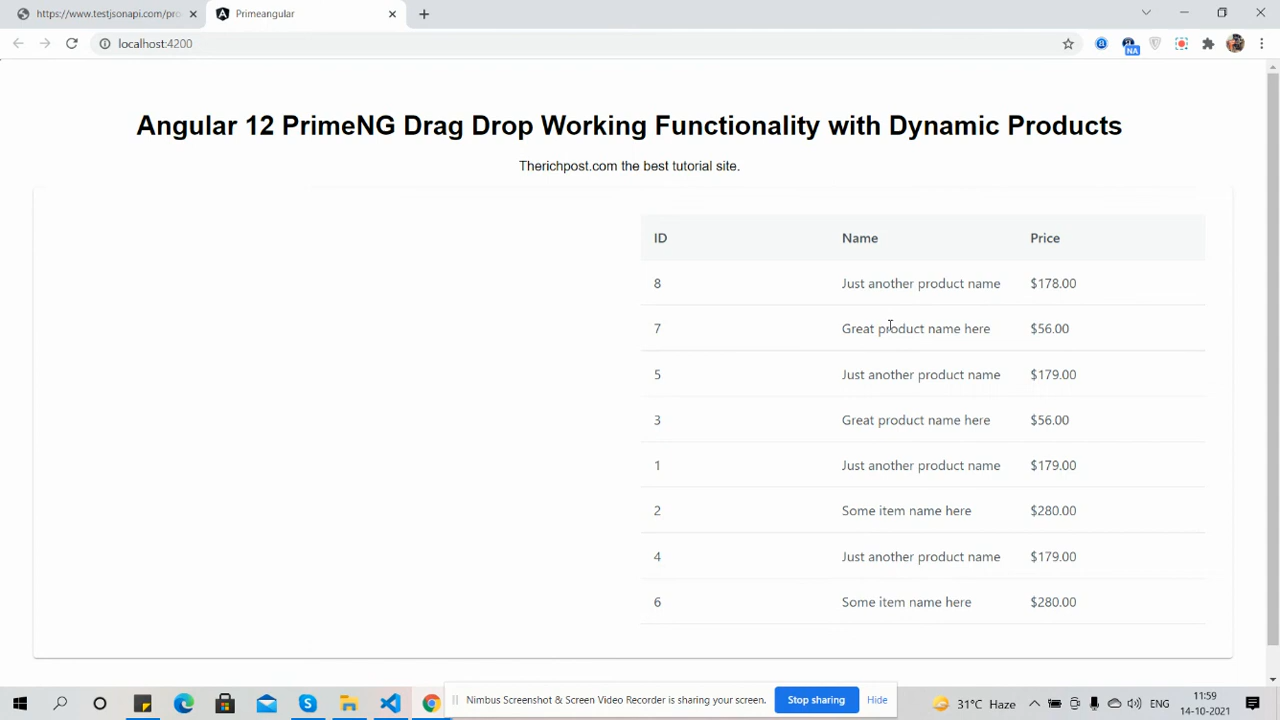 https://www.testjsonapi.com/pro
Primeangular
localhost:4200
NA
Angular 12 PrimeNG Drag Drop Working Functionality with Dynamic Products
Therichpost.com the best tutorial site.
ID Name Price
8 Just another product name $178.00
7 Great product name here $56.00
5 Just another product name $179.00
3 Great product name here $56.00
1 Just another product name $179.00
2 Some item name here $280.00
4 Just another product name $179.00
6 Some item name here $280.00
Nimbus Screenshot & Screen Video Recorder is sharing your screen. Stop sharing Hide
31°C Haze ENG 11:59
14-10-2021